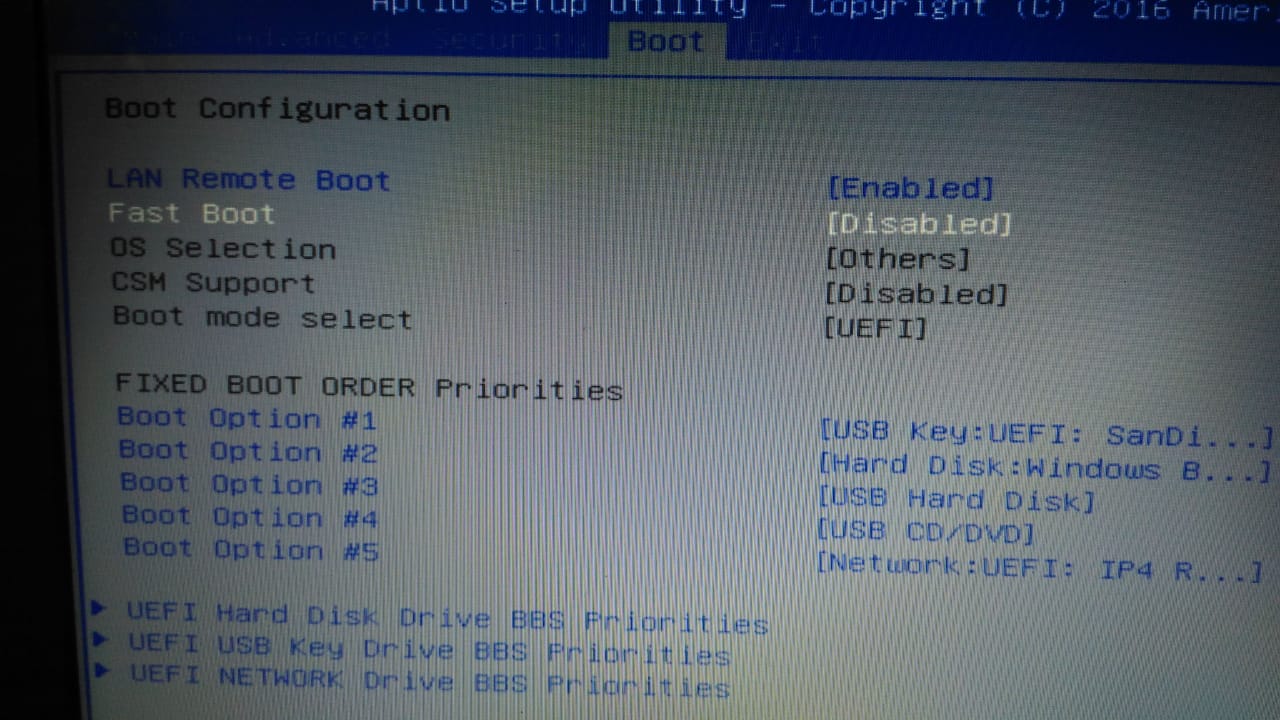 Aptio Setup Utility - Copyright (C) 2016 Ameri
Main Advanced Security Boot Exit
Boot Configuration
LAN Remote Boot [Enabled]
Fast Boot [Disabled]
OS Selection [Others]
CSM Support [Disabled]
Boot mode select [UEFI]
FIXED BOOT ORDER Priorities
Boot Option #1 [USB Key:UEFI: SanDi...]
Boot Option #2 [Hard Disk:Windows B...]
Boot Option #3 [USB Hard Disk]
Boot Option #4 [USB CD/DVD]
Boot Option #5 [Network:UEFI: IP4 R...]
UEFI Hard Disk Drive BBS Priorities
UEFI USB Key Drive BBS Priorities
UEFI NETWORK Drive BBS Priorities